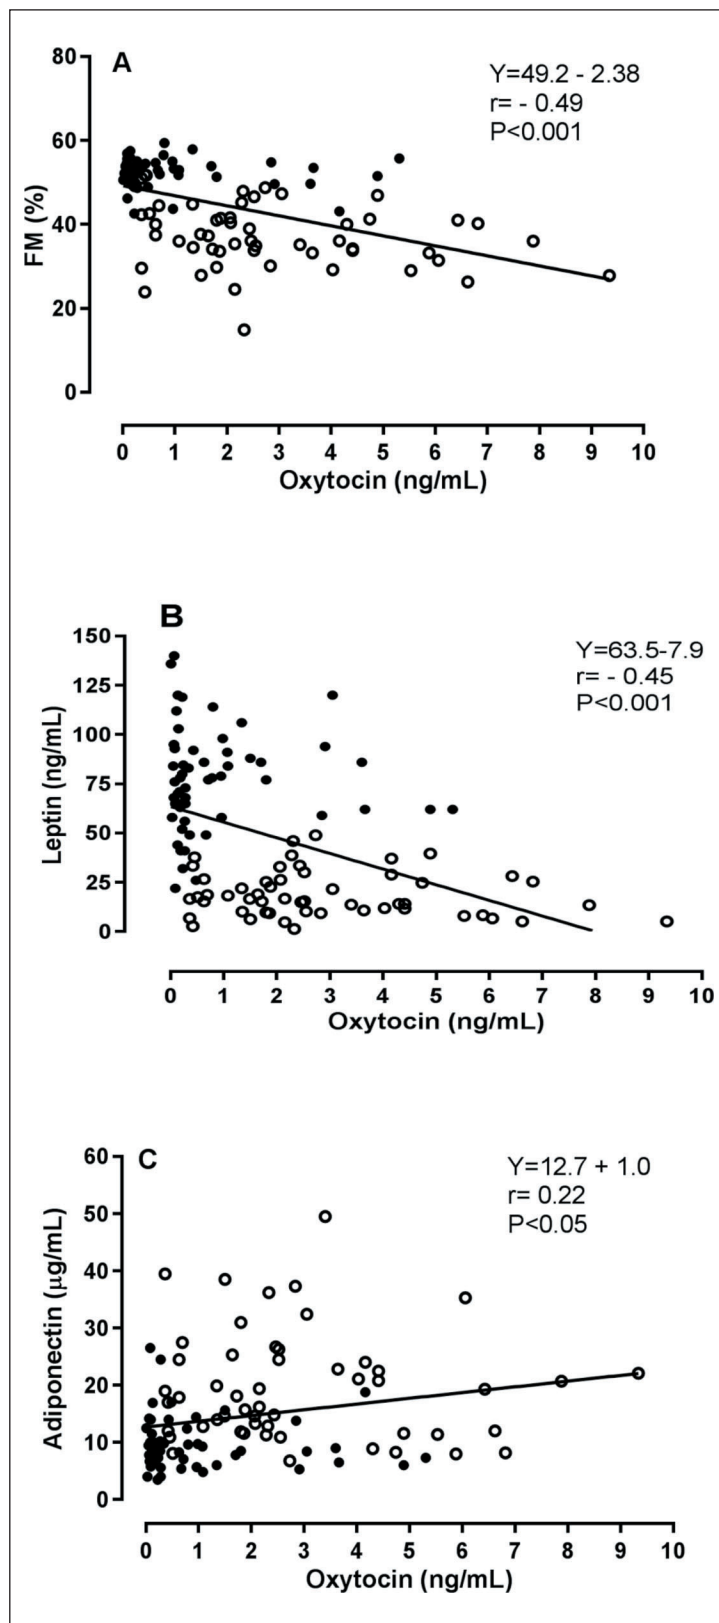 A
Y=49.2 - 2.38
r= - 0.49
P<0.001
80
60
40
20
0
FM (%)
0 1 2 3 4 5 6 7 8 9 10
Oxytocin (ng/mL)
B
Y=63.5-7.9
r= - 0.45
P<0.001
150
125
100
75
50
25
0
Leptin (ng/mL)
0 1 2 3 4 5 6 7 8 9 10
Oxytocin (ng/mL)
C
Y=12.7 + 1.0
r= 0.22
P<0.05
60
50
40
30
20
10
0
Adiponectin (µg/mL)
0 1 2 3 4 5 6 7 8 9 10
Oxytocin (ng/mL)